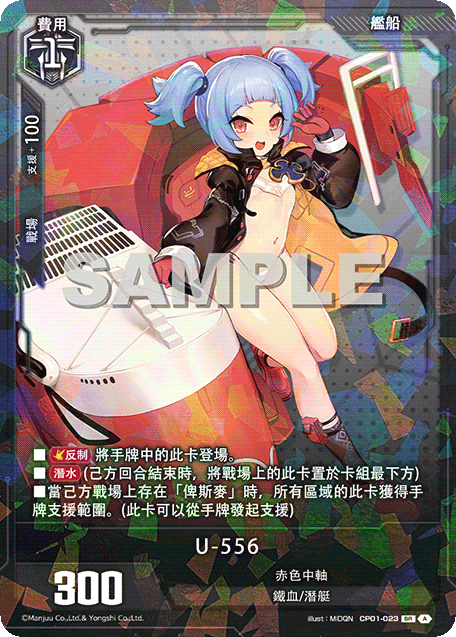 費用
1
艦船
支援+100
戰場
SAMPLE
■ 反制 將手牌中的此卡登場。
■ 潛水 (己方回合結束時，將戰場上的此卡置於卡組最下方)
■當己方戰場上存在「俾斯麥」時，所有區域的此卡獲得手
牌支援範圍。(此卡可以從手牌發起支援)
U-556
300
赤色中軸
鐵血/潛艇
©Manjuu Co.,Ltd.& Yongshi Co.,Ltd.
illust : MiDQN CP01-023 SR A